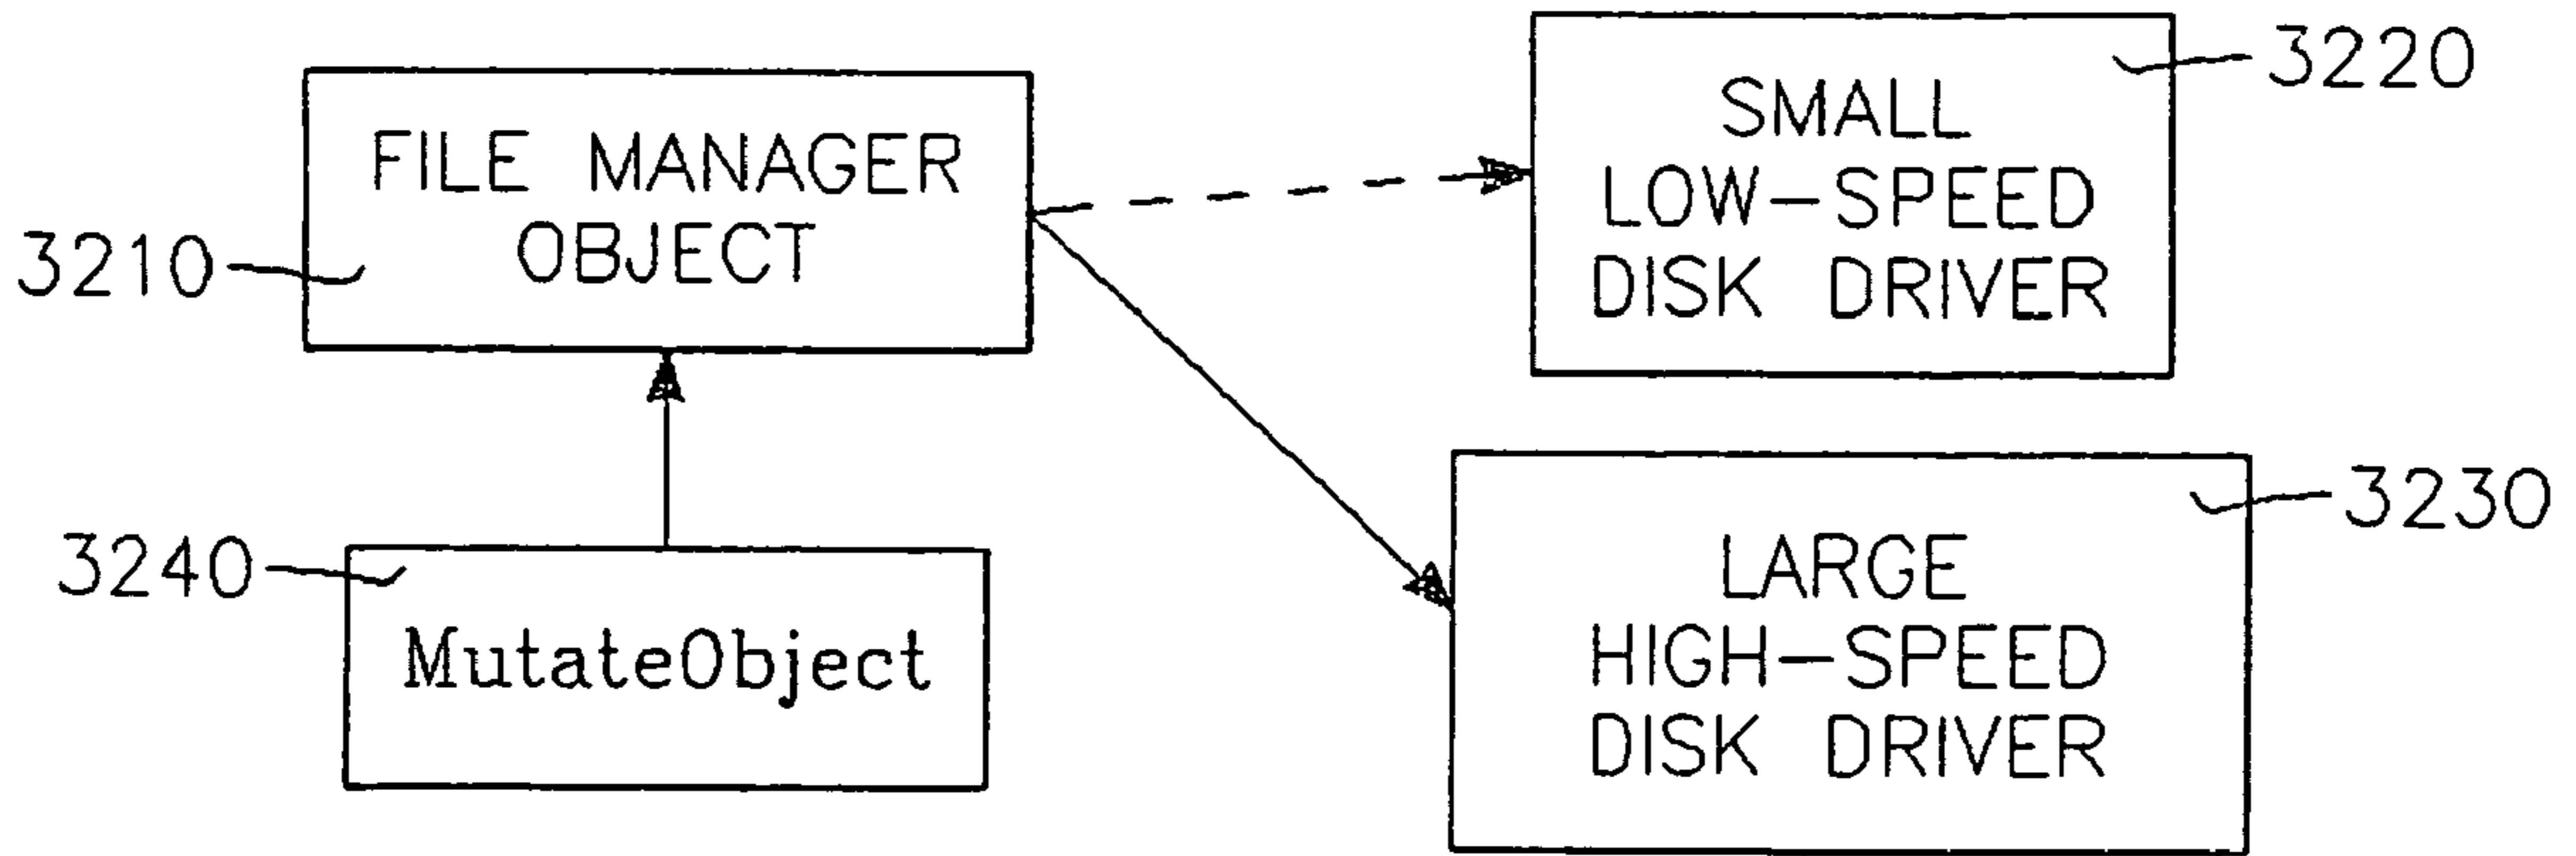 FILE MANAGER
OBJECT
3210
SMALL
LOW-SPEED
DISK DRIVER
3220
MutateObject
3240
LARGE
HIGH-SPEED
DISK DRIVER
3230